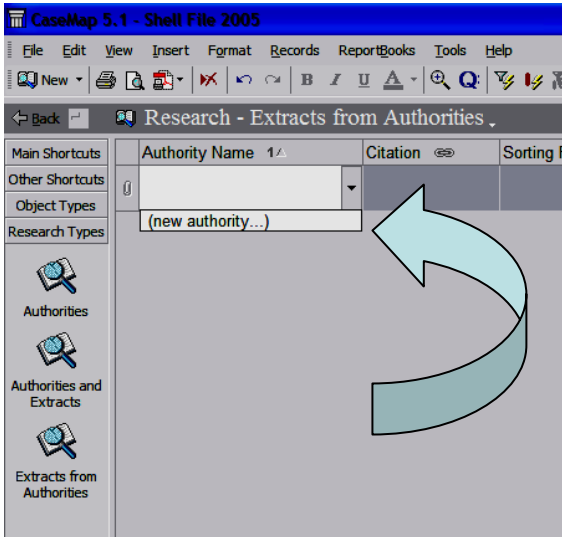 CaseMap 5.1 - Shell File 2005
File Edit View Insert Format Records ReportBooks Tools Help
New B I U A Q
Back Research - Extracts from Authorities
Main Shortcuts
Other Shortcuts
Object Types
Research Types
Authority Name 1 Citation Sorting
(new authority...)
Authorities
Authorities and
Extracts
Extracts from
Authorities